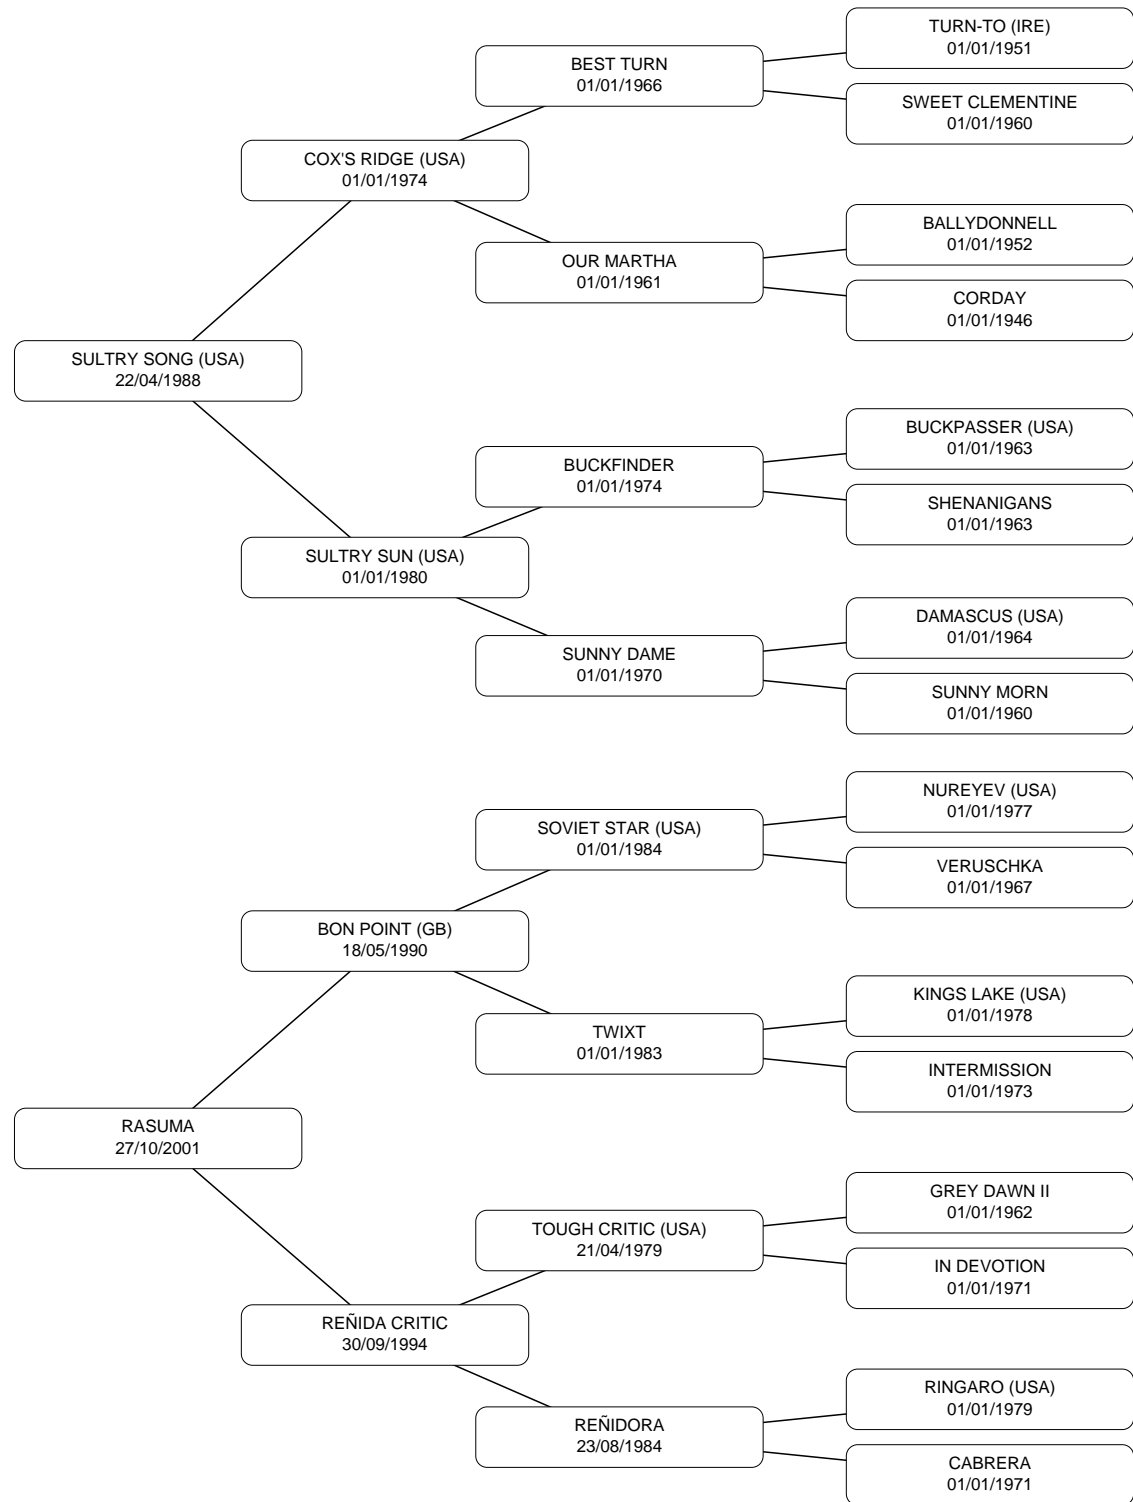 TURN-TO (IRE)
01/01/1951
BEST TURN
01/01/1966
SWEET CLEMENTINE
01/01/1960
COX'S RIDGE (USA)
01/01/1974
BALLYDONNELL
01/01/1952
OUR MARTHA
01/01/1961
CORDAY
01/01/1946
SULTRY SONG (USA)
22/04/1988
BUCKPASSER (USA)
01/01/1963
BUCKFINDER
01/01/1974
SHENANIGANS
01/01/1963
SULTRY SUN (USA)
01/01/1980
DAMASCUS (USA)
01/01/1964
SUNNY DAME
01/01/1970
SUNNY MORN
01/01/1960
NUREYEV (USA)
01/01/1977
SOVIET STAR (USA)
01/01/1984
VERUSCHKA
01/01/1967
BON POINT (GB)
18/05/1990
KINGS LAKE (USA)
01/01/1978
TWIXT
01/01/1983
INTERMISSION
01/01/1973
RASUMA
27/10/2001
GREY DAWN II
01/01/1962
TOUGH CRITIC (USA)
21/04/1979
IN DEVOTION
01/01/1971
REÑIDA CRITIC
30/09/1994
RINGARO (USA)
01/01/1979
REÑIDORA
23/08/1984
CABRERA
01/01/1971